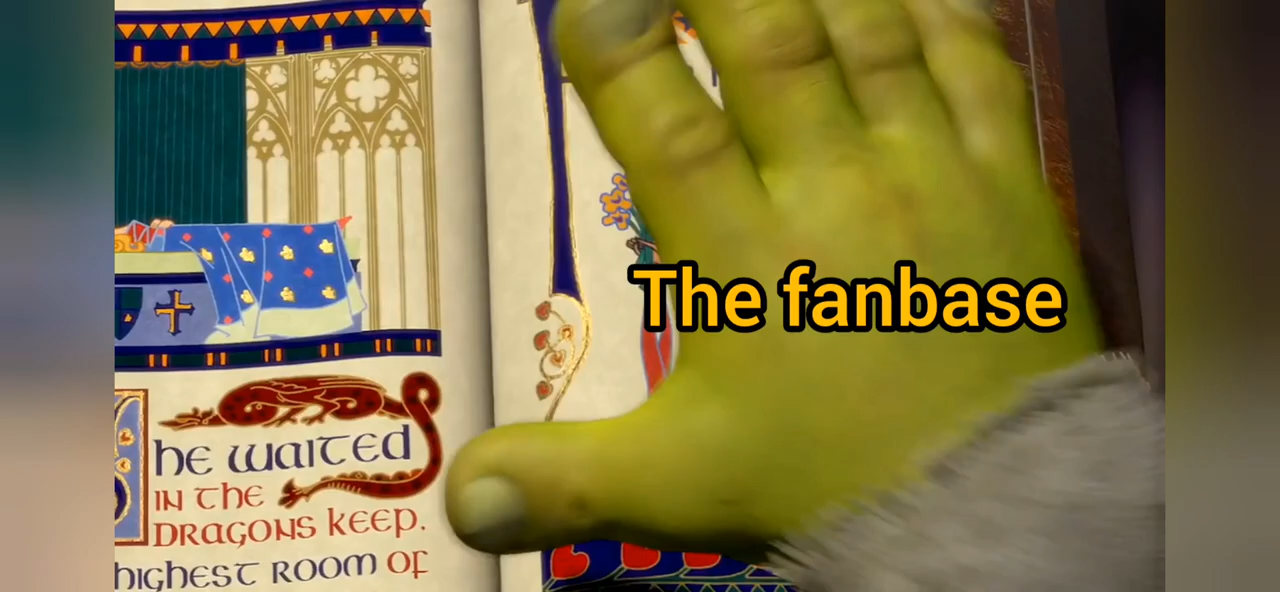 he waited
in the
dragons keep.
highest room of
The fanbase